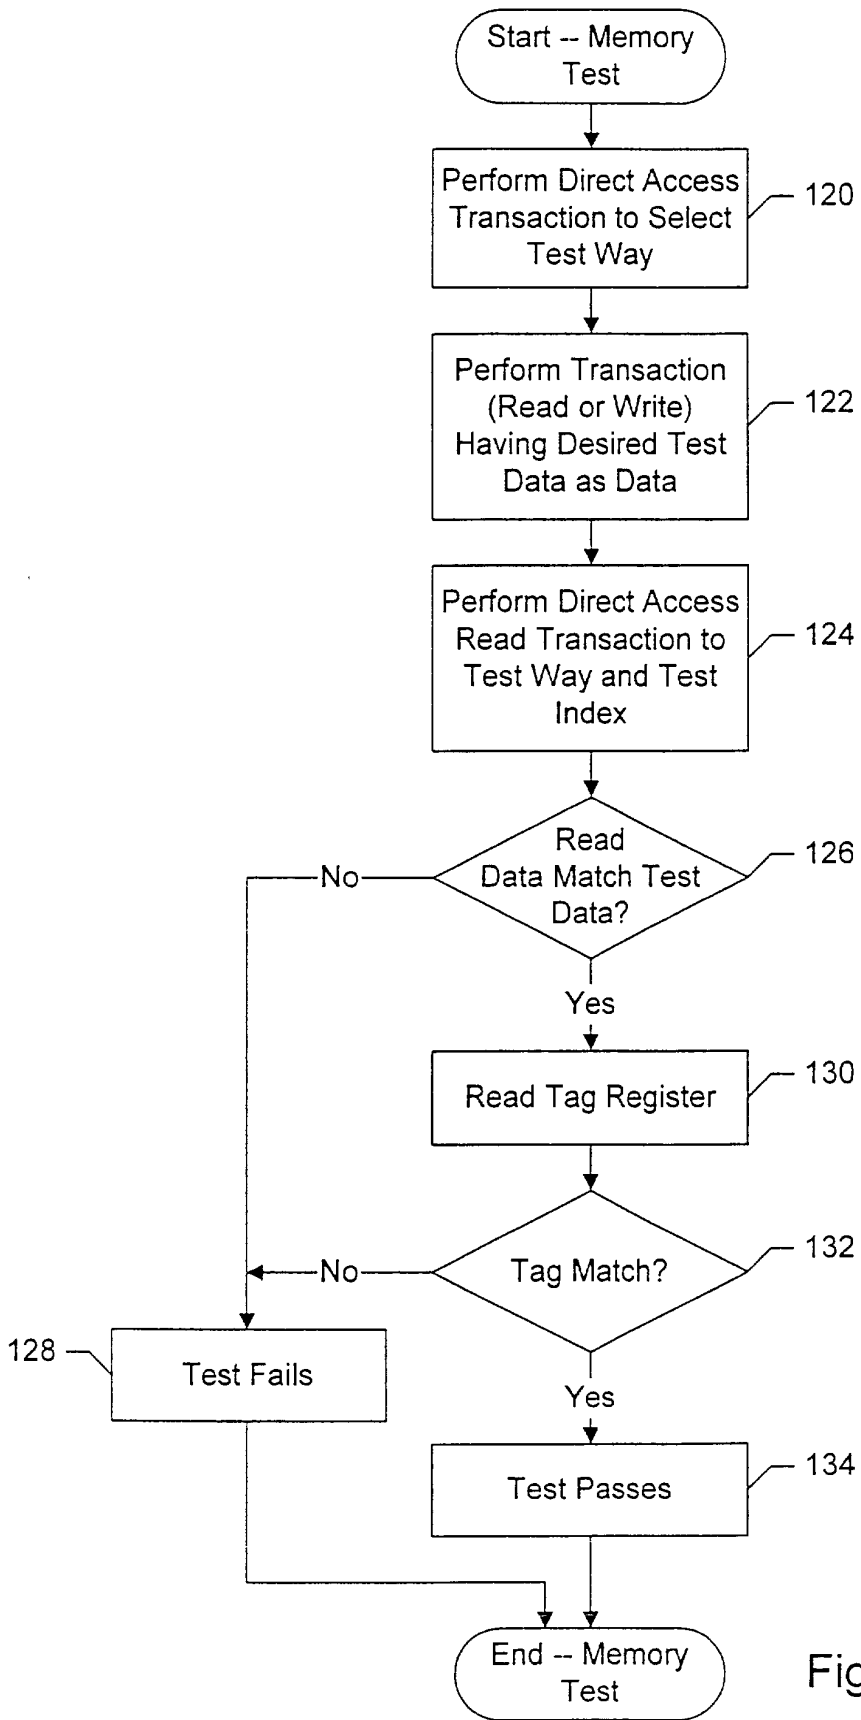 Start -- Memory
Test
Perform Direct Access
Transaction to Select
Test Way
120
Perform Transaction
(Read or Write)
Having Desired Test
Data as Data
122
Perform Direct Access
Read Transaction to
Test Way and Test
Index
124
Read
Data Match Test
Data?
126
No
Yes
Read Tag Register
130
Tag Match?
132
No
128
Test Fails
Yes
Test Passes
134
End -- Memory
Test
Fig